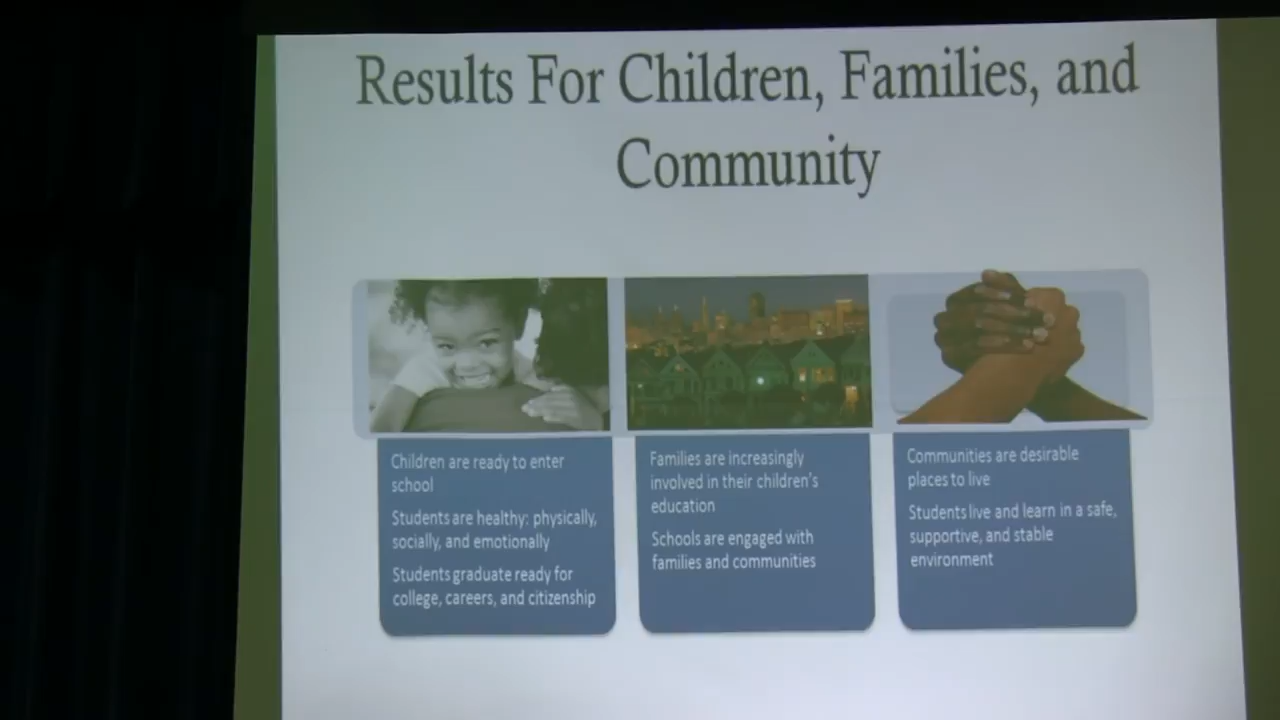 Results For Children, Families, and
Community
Children are ready to enter
school
Students are healthy: physically,
socially, and emotionally
Students graduate ready for
college, careers, and citizenship
Families are increasingly
involved in their children's
education
Schools are engaged with
families and communities
Communities are desirable
places to live
Students live and learn in a safe,
supportive, and stable
environment